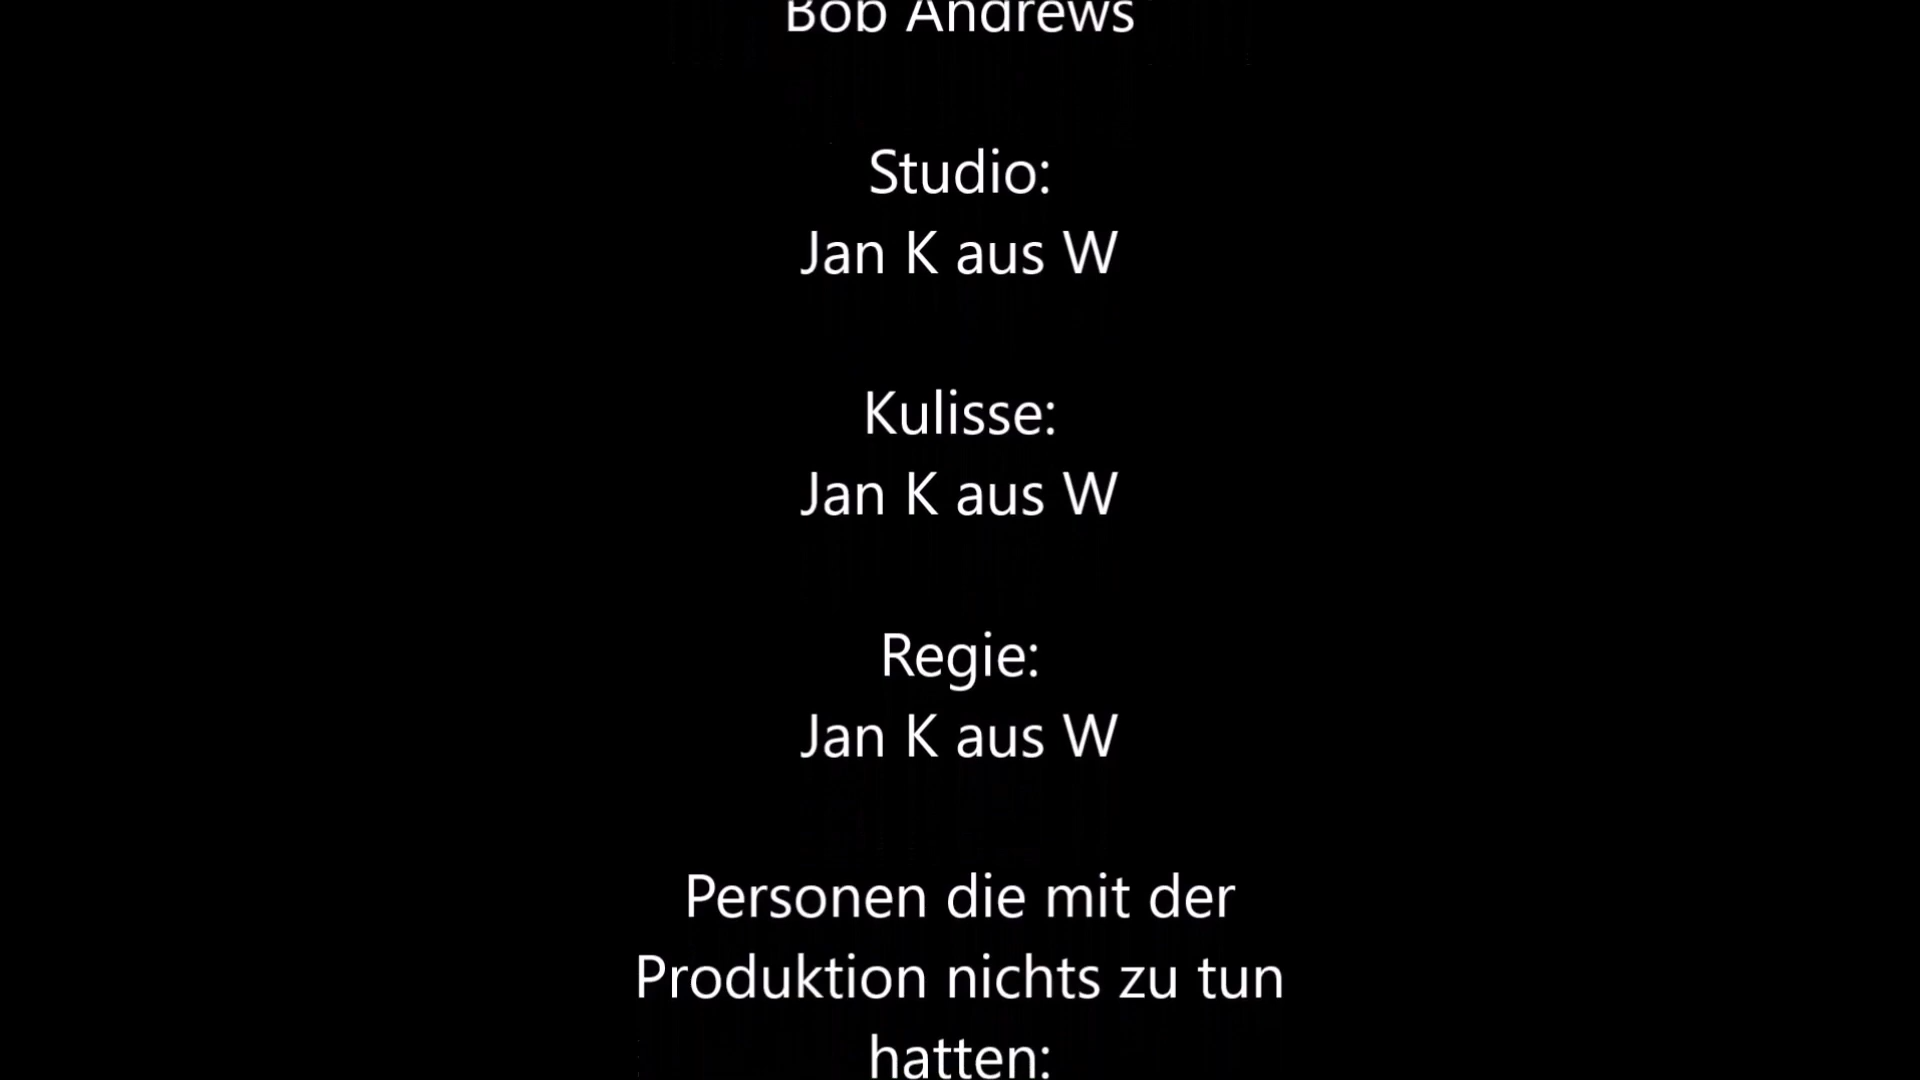 Bob Andrews
Studio:
Jan K aus W
Kulisse:
Jan K aus W
Regie:
Jan K aus W
Personen die mit der
Produktion nichts zu tun
hatten: